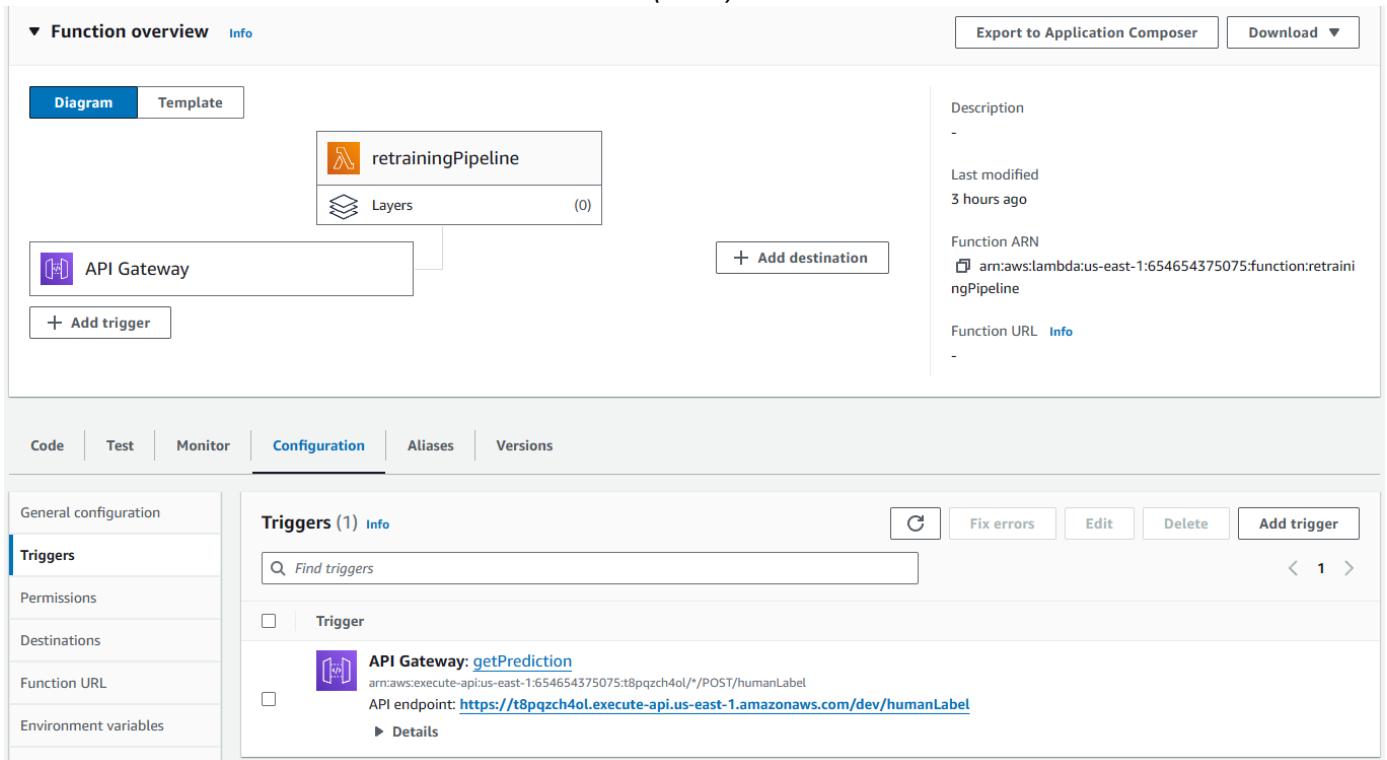 Function overview Info
Export to Application Composer
Download
Diagram
Template
retrainingPipeline
Layers
(0)
API Gateway
+ Add trigger
+ Add destination
Description
-
Last modified
3 hours ago
Function ARN
arn:aws:lambda:us-east-1:654654375075:function:retraini
ngPipeline
Function URL Info
-
Code
Test
Monitor
Configuration
Aliases
Versions
General configuration
Triggers
Permissions
Destinations
Function URL
Environment variables
Triggers (1) Info
Fix errors
Edit
Delete
Add trigger
Find triggers
1
Trigger
API Gateway: getPrediction
arn:aws:execute-api:us-east-1:654654375075:t8pqzch4ol/*/POST/humanLabel
API endpoint: https://t8pqzch4ol.execute-api.us-east-1.amazonaws.com/dev/humanLabel
Details